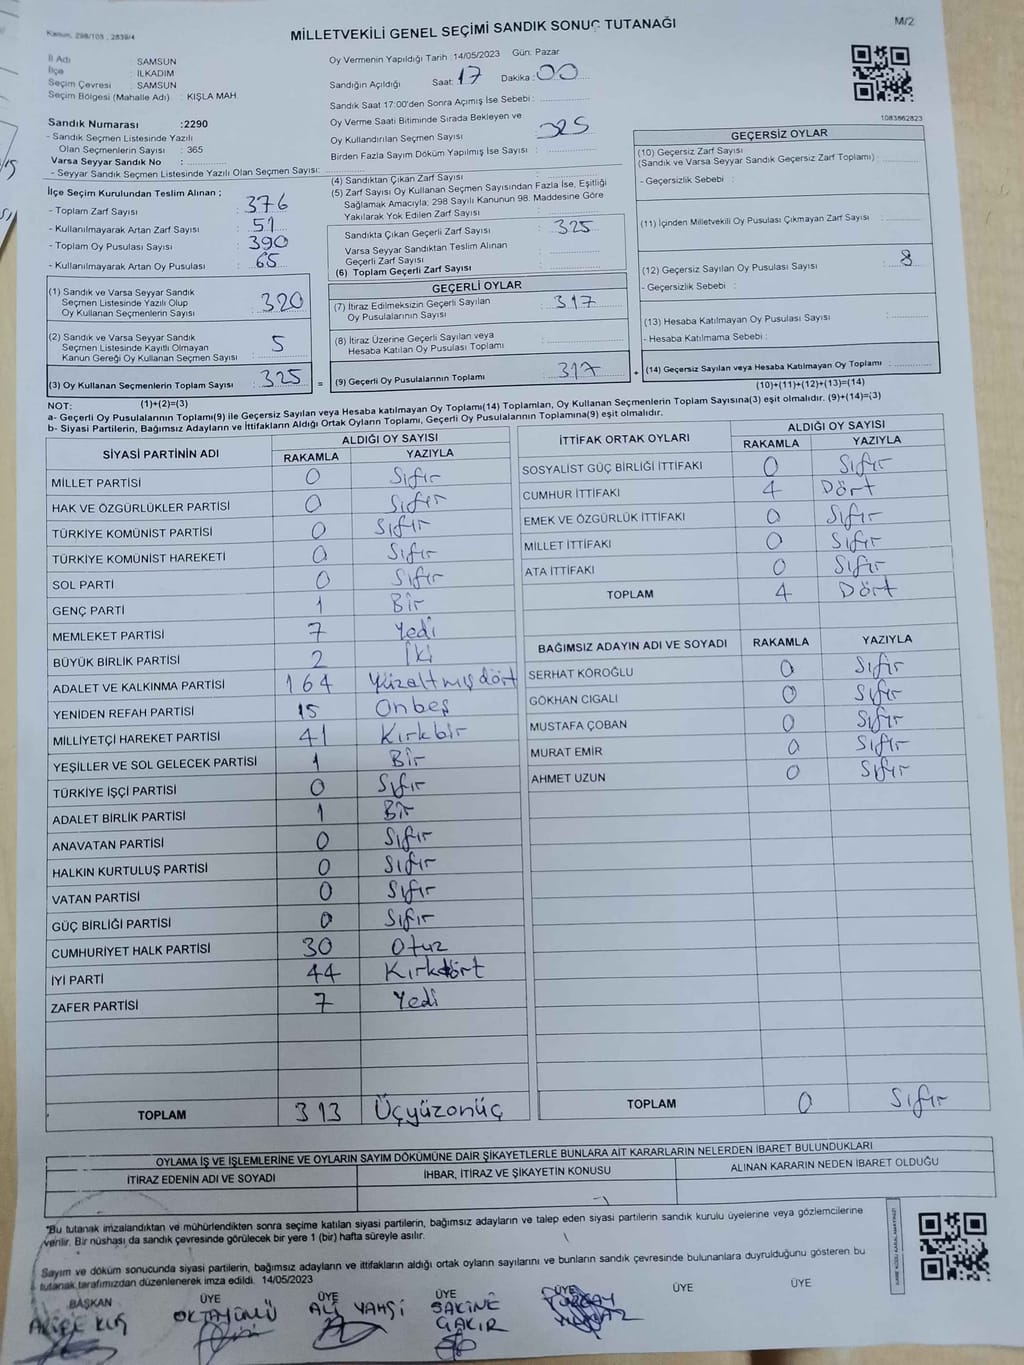 Kanun, 298/105 , 2839/4
MİLLETVEKİLİ GENEL SEÇİMİ SANDIK SONUÇ TUTANAĞI
M/2
İl Adı : SAMSUN
İlçe : İLKADIM
Seçim Çevresi : SAMSUN
Seçim Bölgesi (Mahalle Adı) : KIŞLA MAH.
Oy Vermenin Yapıldığı Tarih :14/05/2023 Gün: Pazar
Sandığın Açıldığı Saat: 17 Dakika : 00
Sandık Saat 17:00'den Sonra Açımış İse Sebebi :
Oy Verme Saati Bitiminde Sırada Bekleyen ve
Oy Kullandırılan Seçmen Sayısı : 325
Birden Fazla Sayım Döküm Yapılmış İse Sayısı :
1083862823
Sandık Numarası :2290
- Sandık Seçmen Listesinde Yazılı
Olan Seçmenlerin Sayısı : 365
Varsa Seyyar Sandık No :
- Seyyar Sandık Seçmen Listesinde Yazılı Olan Seçmen Sayısı:
İlçe Seçim Kurulundan Teslim Alınan ;
- Toplam Zarf Sayısı : 376
- Kullanılmayarak Artan Zarf Sayısı : 51
- Toplam Oy Pusulası Sayısı : 390
- Kullanılmayarak Artan Oy Pusulası : 65
(1) Sandık ve Varsa Seyyar Sandık
Seçmen Listesinde Yazılı Olup
Oy Kullanan Seçmenlerin Sayısı : 320
(2) Sandık ve Varsa Seyyar Sandık
Seçmen Listesinde Kayıtlı Olmayan
Kanun Gereği Oy Kullanan Seçmen Sayısı : 5
(3) Oy Kullanan Seçmenlerin Toplam Sayısı : 325
(1)+(2)=(3)
(4) Sandıktan Çıkan Zarf Sayısı :
(5) Zarf Sayısı Oy Kullanan Seçmen Sayısından Fazla İse, Eşitliği
Sağlamak Amacıyla; 298 Sayılı Kanunun 98. Maddesine Göre
Yakılarak Yok Edilen Zarf Sayısı :
Sandıkta Çıkan Geçerli Zarf Sayısı : 325
Varsa Seyyar Sandıktan Teslim Alınan
Geçerli Zarf Sayısı :
(6) Toplam Geçerli Zarf Sayısı :
GEÇERLİ OYLAR
(7) İtiraz Edilmeksizin Geçerli Sayılan
Oy Pusulalarının Sayısı : 317
(8) İtiraz Üzerine Geçerli Sayılan veya
Hesaba Katılan Oy Pusulası Toplamı :
= (9) Geçerli Oy Pusulalarının Toplamı : 317
GEÇERSİZ OYLAR
(10) Geçersiz Zarf Sayısı
(Sandık ve Varsa Seyyar Sandık Geçersiz Zarf Toplamı) :
- Geçersizlik Sebebi :
(11) İçinden Milletvekili Oy Pusulası Çıkmayan Zarf Sayısı :
(12) Geçersiz Sayılan Oy Pusulası Sayısı : 8
- Geçersizlik Sebebi :
(13) Hesaba Katılmayan Oy Pusulası Sayısı :
- Hesaba Katılmama Sebebi :
+ (14) Geçersiz Sayılan veya Hesaba Katılmayan Oy Toplamı :
(10)+(11)+(12)+(13)=(14)
NOT:
a- Geçerli Oy Pusulalarının Toplamı(9) ile Geçersiz Sayılan veya Hesaba katılmayan Oy Toplamı(14) Toplamları, Oy Kullanan Seçmenlerin Toplam Sayısına(3) eşit olmalıdır. (9)+(14)=(3)
b- Siyasi Partilerin, Bağımsız Adayların ve İttifakların Aldığı Ortak Oyların Toplamı, Geçerli Oy Pusulalarının Toplamına(9) eşit olmalıdır.
SİYASİ PARTİNİN ADI ALDIĞI OY SAYISI
RAKAMLA YAZIYLA
MİLLET PARTİSİ 0 Sıfır
HAK VE ÖZGÜRLÜKLER PARTİSİ 0 Sıfır
TÜRKİYE KOMÜNİST PARTİSİ 0 Sıfır
TÜRKİYE KOMÜNİST HAREKETİ 0 Sıfır
SOL PARTİ 0 Sıfır
GENÇ PARTİ 1 Bir
MEMLEKET PARTİSİ 7 Yedi
BÜYÜK BİRLİK PARTİSİ 2 İki
ADALET VE KALKINMA PARTİSİ 164 Yüzaltmışdört
YENİDEN REFAH PARTİSİ 15 Onbeş
MİLLİYETÇİ HAREKET PARTİSİ 41 Kırkbir
YEŞİLLER VE SOL GELECEK PARTİSİ 1 Bir
TÜRKİYE İŞÇİ PARTİSİ 0 Sıfır
ADALET BİRLİK PARTİSİ 1 Bir
ANAVATAN PARTİSİ 0 Sıfır
HALKIN KURTULUŞ PARTİSİ 0 Sıfır
VATAN PARTİSİ 0 Sıfır
GÜÇ BİRLİĞİ PARTİSİ 0 Sıfır
CUMHURİYET HALK PARTİSİ 30 Otuz
İYİ PARTİ 44 Kırkdört
ZAFER PARTİSİ 7 Yedi
TOPLAM 313 Üçyüzonüç
İTTİFAK ORTAK OYLARI ALDIĞI OY SAYISI
RAKAMLA YAZIYLA
SOSYALİST GÜÇ BİRLİĞİ İTTİFAKI 0 Sıfır
CUMHUR İTTİFAKI 4 Dört
EMEK VE ÖZGÜRLÜK İTTİFAKI 0 Sıfır
MİLLET İTTİFAKI 0 Sıfır
ATA İTTİFAKI 0 Sıfır
TOPLAM 4 Dört
BAĞIMSIZ ADAYIN ADI VE SOYADI RAKAMLA YAZIYLA
SERHAT KÖROĞLU 0 Sıfır
GÖKHAN CIGALI 0 Sıfır
MUSTAFA ÇOBAN 0 Sıfır
MURAT EMİR 0 Sıfır
AHMET UZUN 0 Sıfır
TOPLAM 0 Sıfır
OYLAMA İŞ VE İŞLEMLERİNE VE OYLARIN SAYIM DÖKÜMÜNE DAİR ŞİKAYETLERLE BUNLARA AİT KARARLARIN NELERDEN İBARET BULUNDUKLARI
İTİRAZ EDENİN ADI VE SOYADI İHBAR, İTİRAZ VE ŞİKAYETİN KONUSU ALINAN KARARIN NEDEN İBARET OLDUĞU
*Bu tutanak imzalandıktan ve mühürlendikten sonra seçime katılan siyasi partilerin, bağımsız adayların ve talep eden siyasi partilerin sandık kurulu üyelerine veya gözlemcilerine
verilir. Bir nüshası da sandık çevresinde görülecek bir yere 1 (bir) hafta süreyle asılır.
Sayım ve döküm sonucunda siyasi partilerin, bağımsız adayların ve ittifakların aldığı ortak oyların sayılarını ve bunların sandık çevresinde bulunanlara duyrulduğunu gösteren bu
tutanak tarafımızdan düzenlenerek imza edildi. 14/05/2023
BAŞKAN ÜYE ÜYE ÜYE ÜYE ÜYE ÜYE
OKTAY ÜNLÜ ALİ YAHŞİ SAKİNE